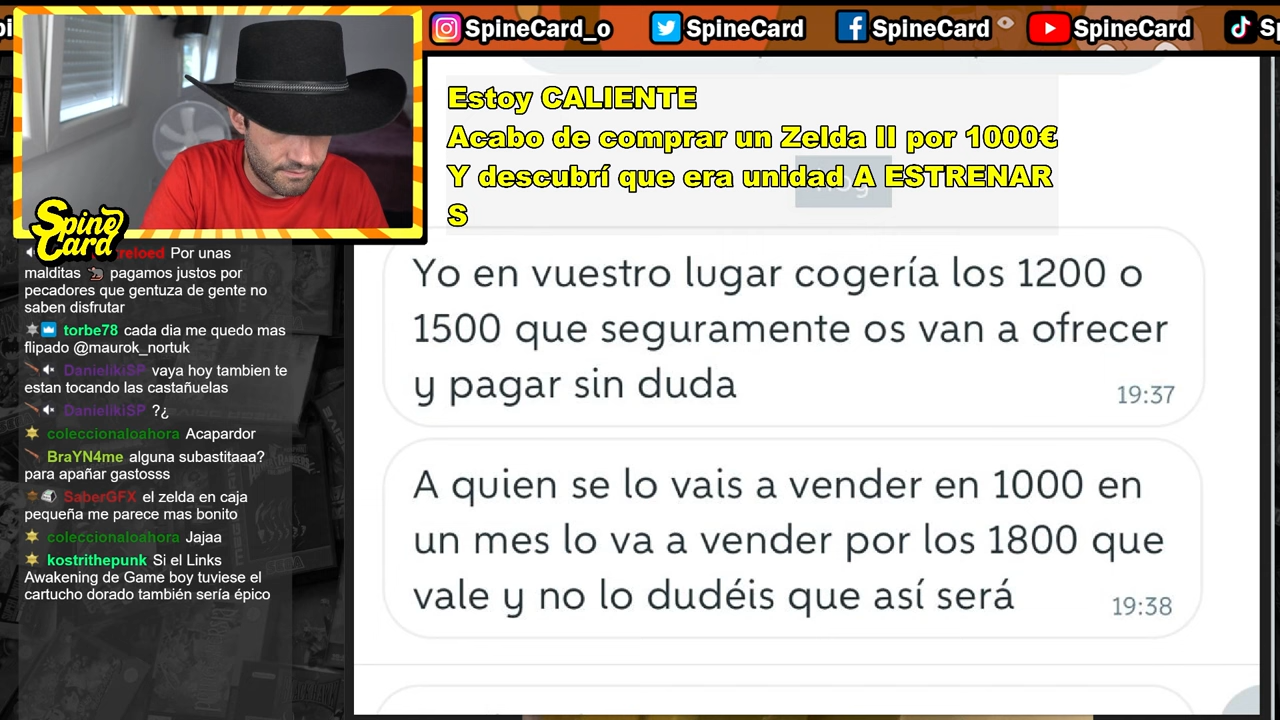 SpineCard_o
SpineCard
SpineCard
SpineCard
Estoy CALIENTE
Acabo de comprar un Zelda II por 1000€
Y descubrí que era unidad A ESTRENAR
S
Spine
Card
reloed Por unas
malditas pagamos justos por
pecadores que gentuza de gente no
saben disfrutar
torbe78 cada dia me quedo mas
flipado @maurok_nortuk
DanielikiSP vaya hoy tambien te
estan tocando las castañuelas
DanielikiSP ?¿
coleccionaloahora Acapardor
BraYN4me alguna subastitaaa?
para apañar gastosss
SaberGFX el zelda en caja
pequeña me parece mas bonito
coleccionaloahora Jajaa
kostrithepunk Si el Links
Awakening de Game boy tuviese el
cartucho dorado también sería épico
Yo en vuestro lugar cogería los 1200 o
1500 que seguramente os van a ofrecer
y pagar sin duda
19:37
A quien se lo vais a vender en 1000 en
un mes lo va a vender por los 1800 que
vale y no lo dudéis que así será
19:38